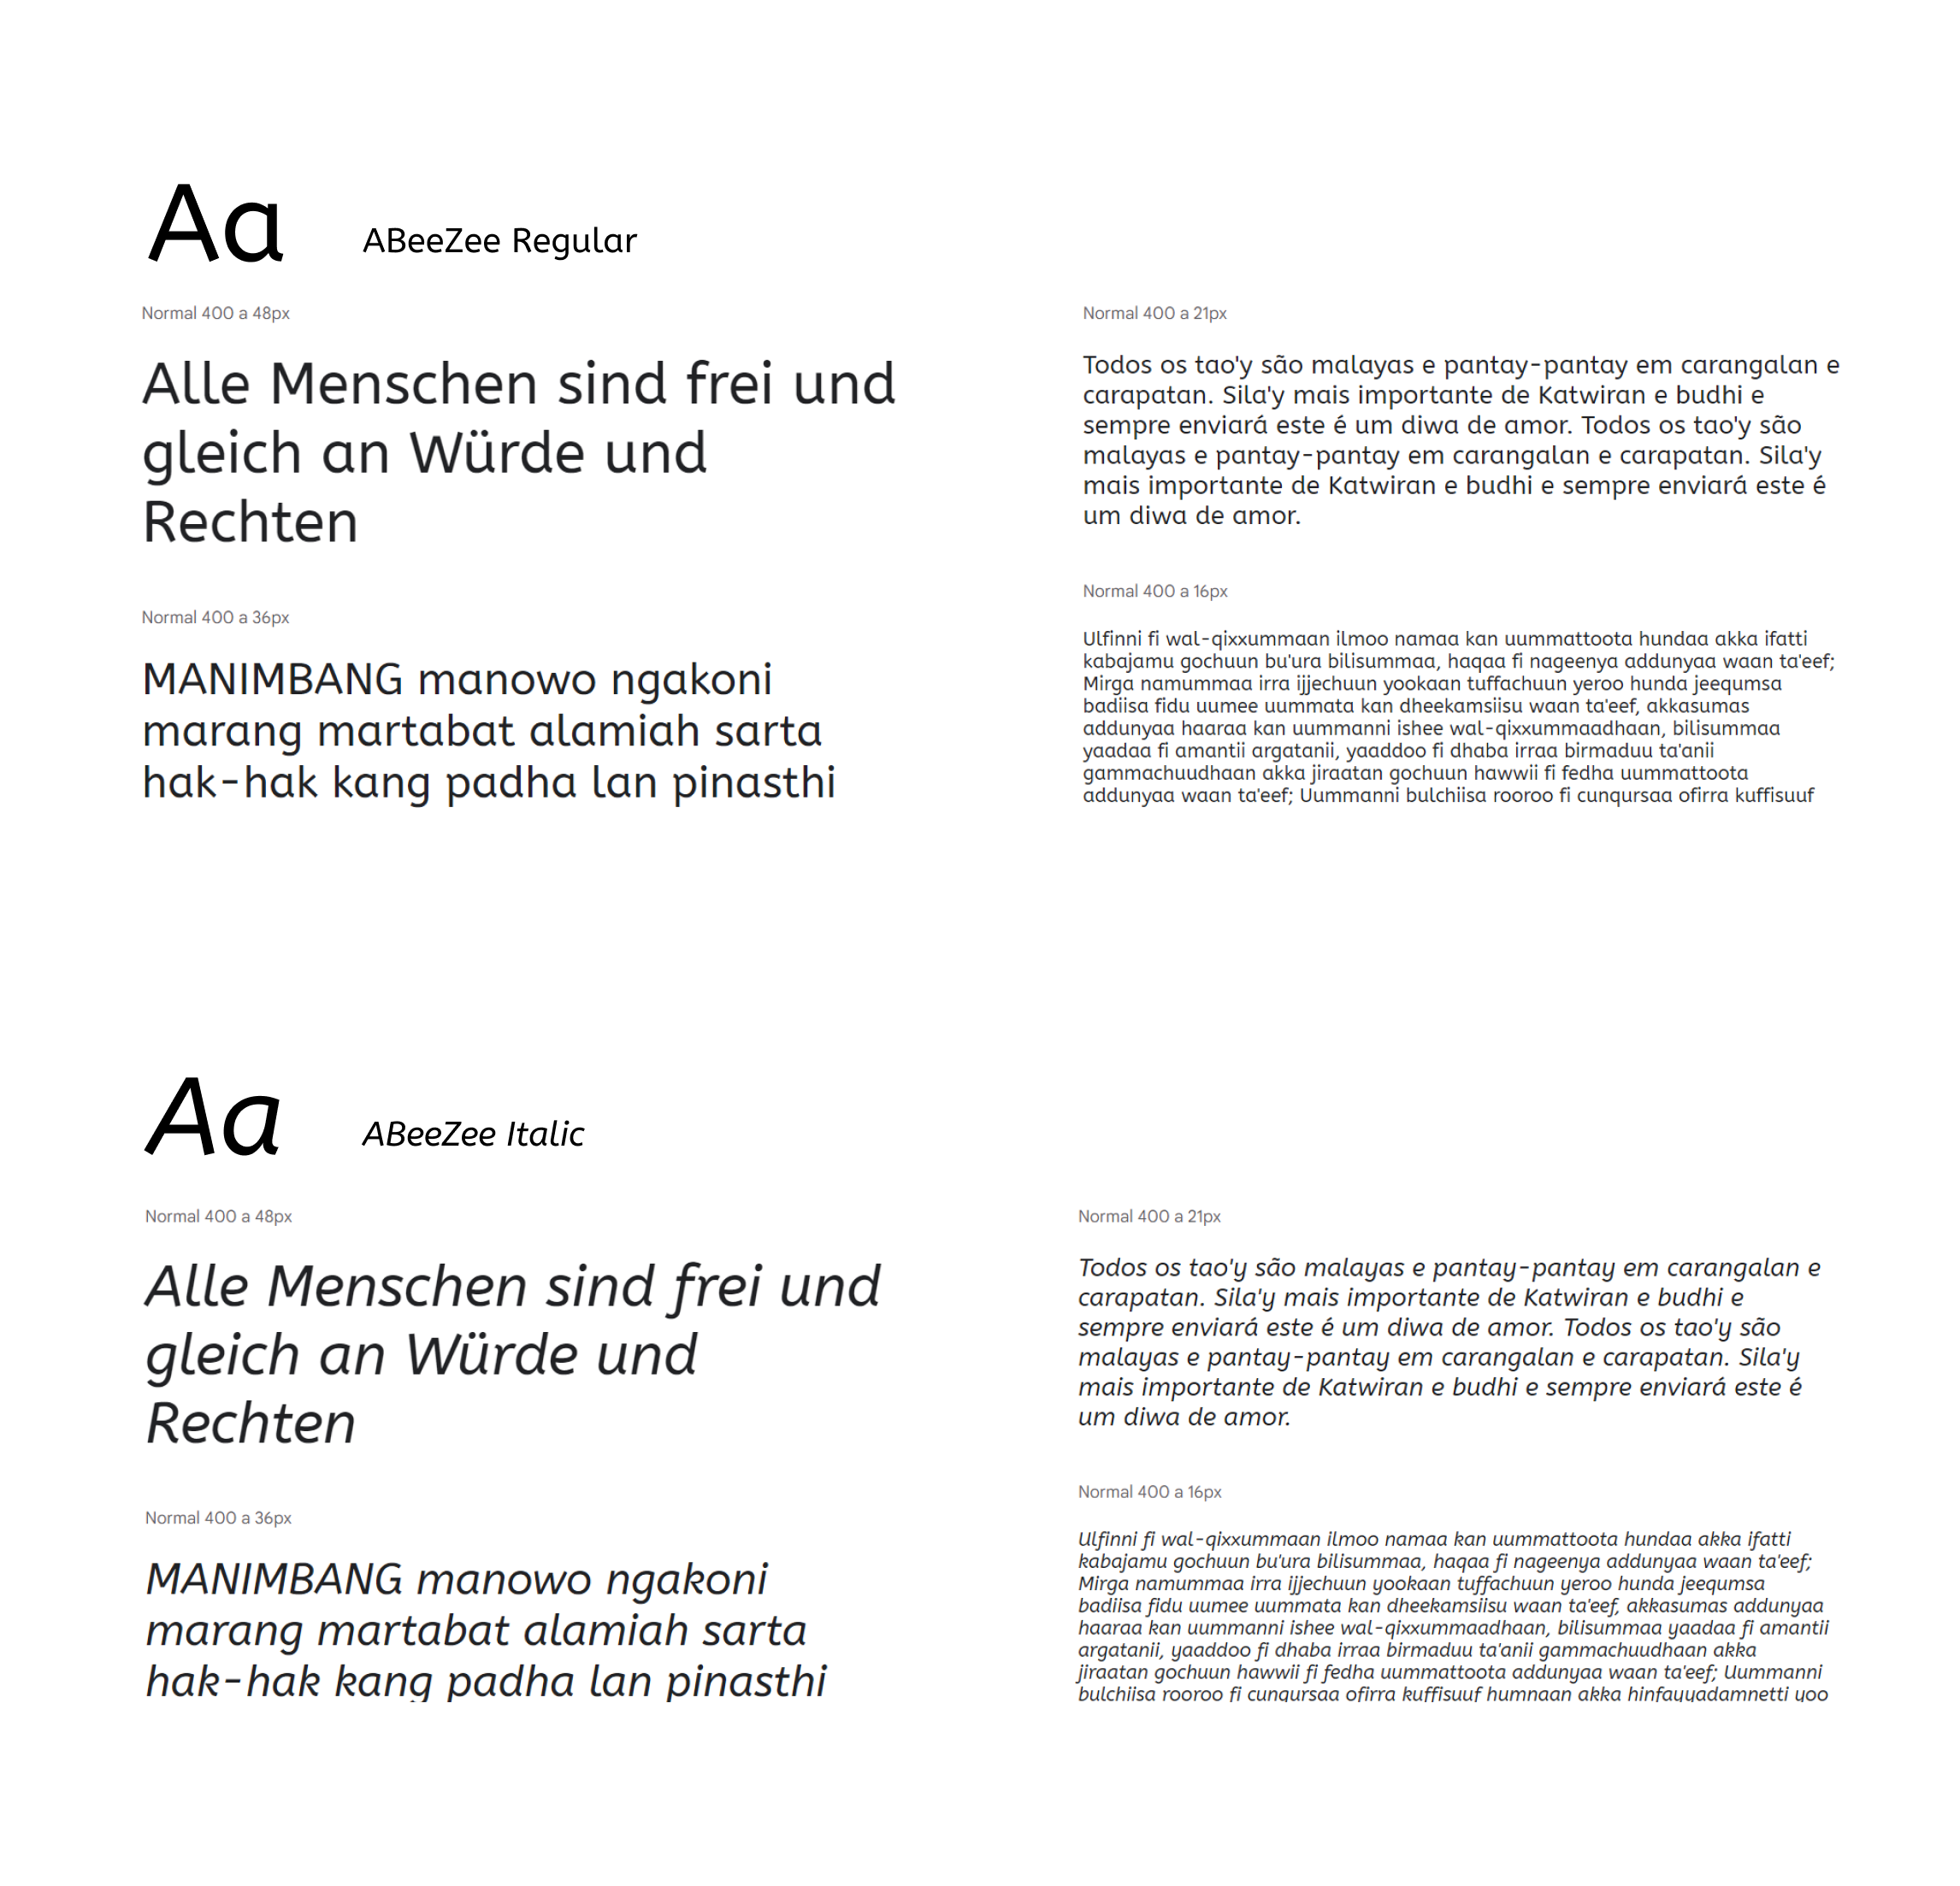 Aa
ABeeZee Regular
Normal 400 a 48px
Alle Menschen sind frei und
gleich an Würde und
Rechten
Normal 400 a 36px
MANIMBANG manowo ngakoni
marang martabat alamiah sarta
hak-hak kang padha lan pinasthi
Normal 400 a 21px
Todos os tao'y são malayas e pantay-pantay em carangalan e
carapatan. Sila'y mais importante de Katwiran e budhi e
sempre enviará este é um diwa de amor. Todos os tao'y são
malayas e pantay-pantay em carangalan e carapatan. Sila'y
mais importante de Katwiran e budhi e sempre enviará este é
um diwa de amor.
Normal 400 a 16px
Ulfinni fi wal-qixxummaan ilmoo namaa kan uummattoota hundaa akka ifatti
kabajamu gochuun bu'ura bilisummaa, haqaa fi nageenya addunyaa waan ta'eef;
Mirga namummaa irra ijjechuun yookaan tuffachuun yeroo hunda jeequmsa
badiisa fidu uumee uummata kan dheekamsiisu waan ta'eef, akkasumas
addunyaa haaraa kan uummanni ishee wal-qixxummaadhaan, bilisummaa
yaadaa fi amantii argatanii, yaaddoo fi dhaba irraa birmaduu ta'anii
gammachuudhaan akka jiraatan gochuun hawwii fi fedha uummattoota
addunyaa waan ta'eef; Uummanni bulchiisa rooroo fi cunqursaa ofirra kuffisuuf
Aa
ABeeZee Italic
Normal 400 a 48px
Alle Menschen sind frei und
gleich an Würde und
Rechten
Normal 400 a 36px
MANIMBANG manowo ngakoni
marang martabat alamiah sarta
hak-hak kang padha lan pinasthi
Normal 400 a 21px
Todos os tao'y são malayas e pantay-pantay em carangalan e
carapatan. Sila'y mais importante de Katwiran e budhi e
sempre enviará este é um diwa de amor. Todos os tao'y são
malayas e pantay-pantay em carangalan e carapatan. Sila'y
mais importante de Katwiran e budhi e sempre enviará este é
um diwa de amor.
Normal 400 a 16px
Ulfinni fi wal-qixxummaan ilmoo namaa kan uummattoota hundaa akka ifatti
kabajamu gochuun bu'ura bilisummaa, haqaa fi nageenya addunyaa waan ta'eef;
Mirga namummaa irra ijjechuun yookaan tuffachuun yeroo hunda jeequmsa
badiisa fidu uumee uummata kan dheekamsiisu waan ta'eef, akkasumas addunyaa
haaraa kan uummanni ishee wal-qixxummaadhaan, bilisummaa yaadaa fi amantii
argatanii, yaaddoo fi dhaba irraa birmaduu ta'anii gammachuudhaan akka
jiraatan gochuun hawwii fi fedha uummattoota addunyaa waan ta'eef; Uummanni
bulchiisa rooroo fi cunqursaa ofirra kuffisuuf humnaan akka hinfayyadamnetti yoo